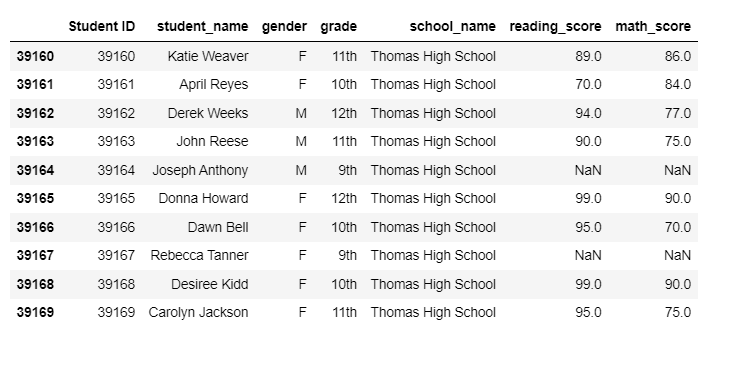 Student ID student_name gender grade school_name reading_score math_score
39160 39160 Katie Weaver F 11th Thomas High School 89.0 86.0
39161 39161 April Reyes F 10th Thomas High School 70.0 84.0
39162 39162 Derek Weeks M 12th Thomas High School 94.0 77.0
39163 39163 John Reese M 11th Thomas High School 90.0 75.0
39164 39164 Joseph Anthony M 9th Thomas High School NaN NaN
39165 39165 Donna Howard F 12th Thomas High School 99.0 90.0
39166 39166 Dawn Bell F 10th Thomas High School 95.0 70.0
39167 39167 Rebecca Tanner F 9th Thomas High School NaN NaN
39168 39168 Desiree Kidd F 10th Thomas High School 99.0 90.0
39169 39169 Carolyn Jackson F 11th Thomas High School 95.0 75.0